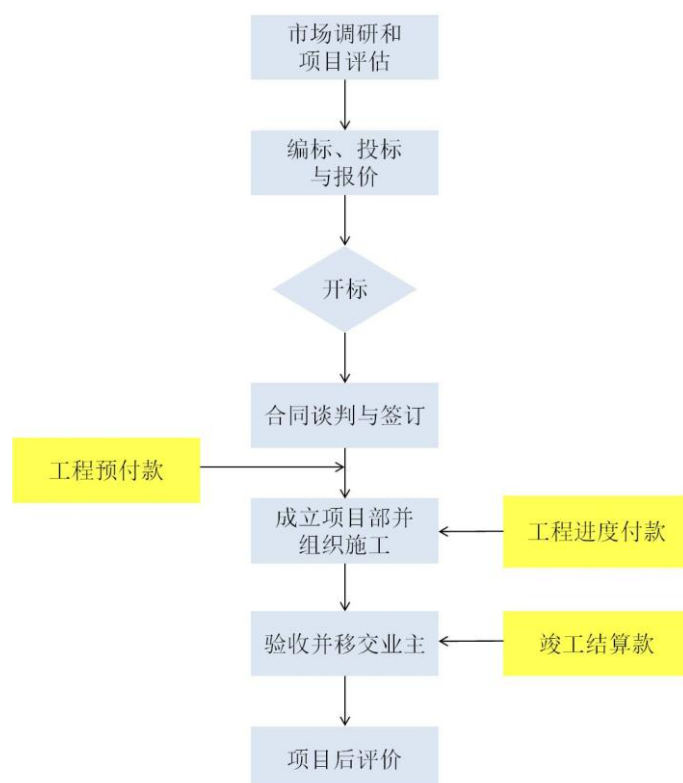 市场调研和
项目评估
编标、投标
与报价
开标
合同谈判与签订
工程预付款
成立项目部并
组织施工
工程进度付款
验收并移交业主
竣工结算款
项目后评价